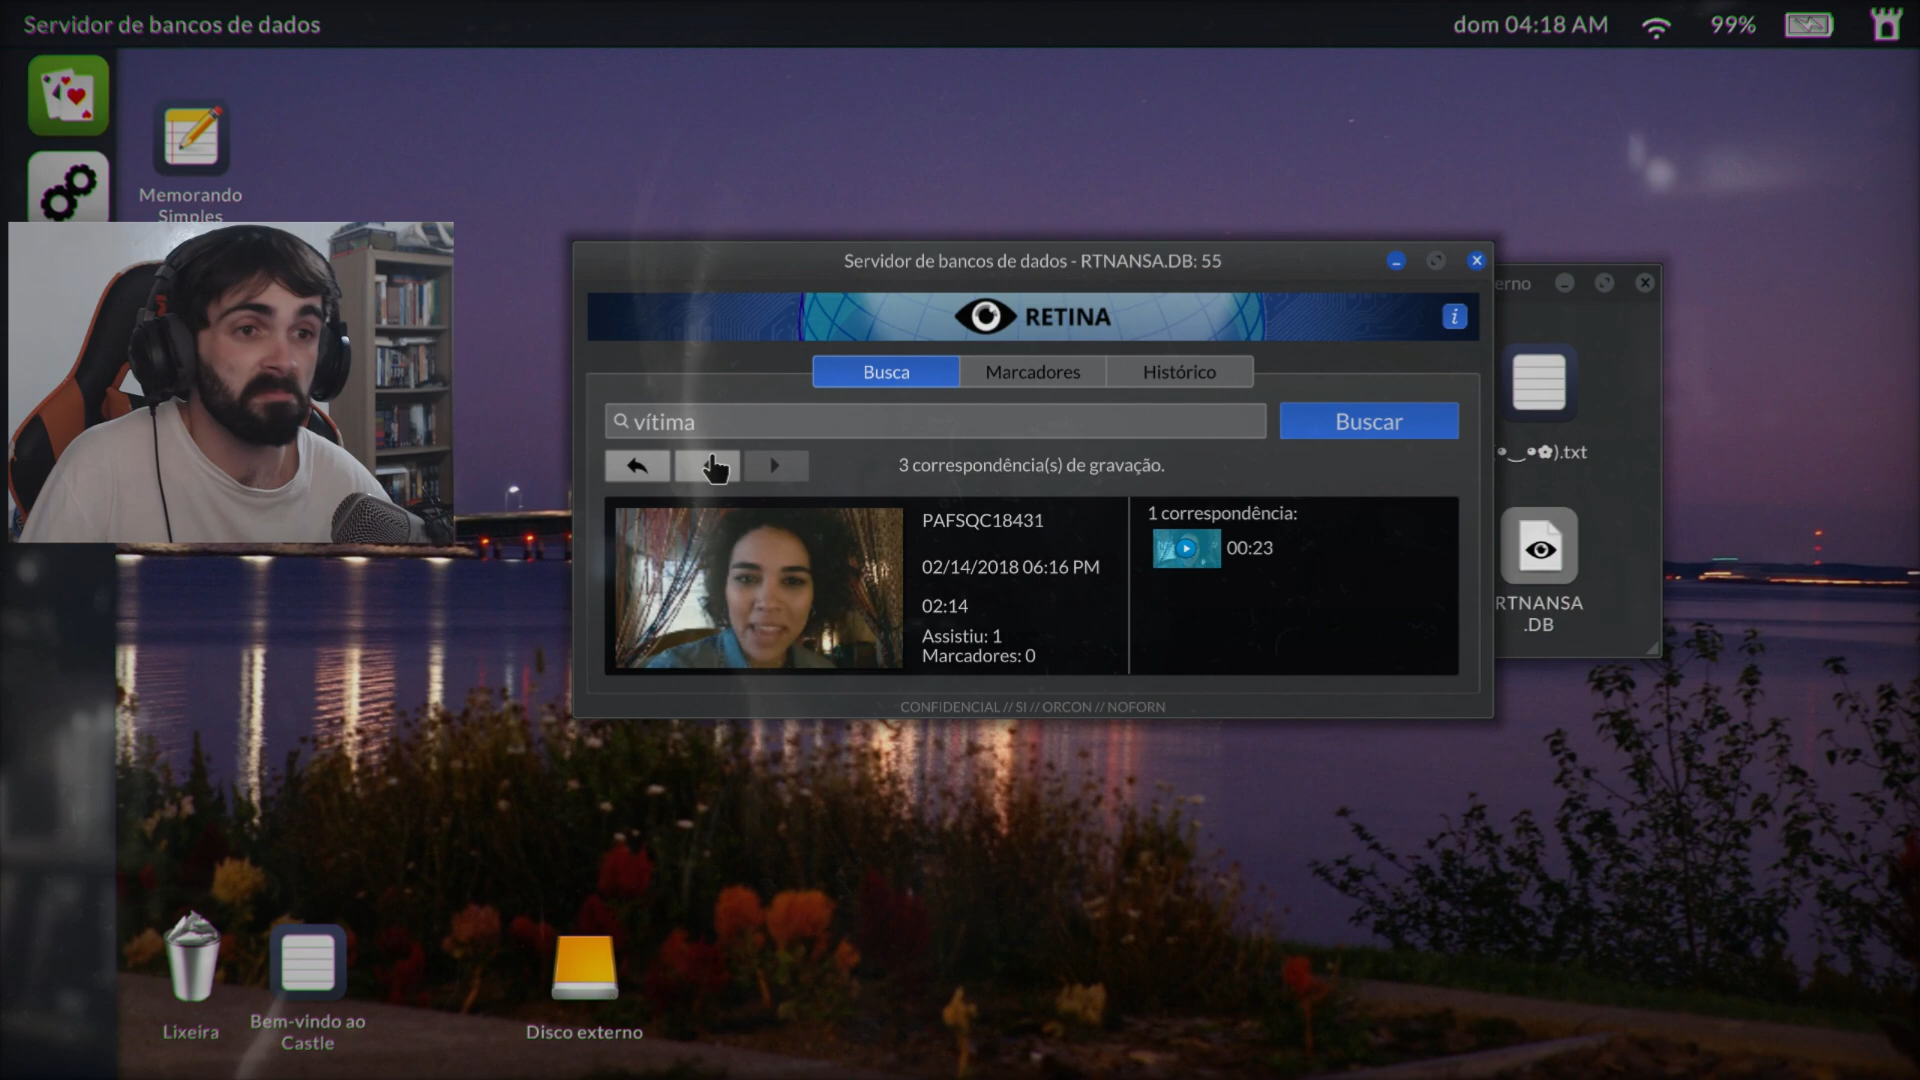 Servidor de bancos de dados
dom 04:18 AM
99%
Memorando
Simples
Servidor de bancos de dados - RTNANSA.DB: 55
erno
RETINA
i
Busca
Marcadores
Histórico
vítima
Buscar
3 correspondência(s) de gravação.
PAFSQC18431
02/14/2018 06:16 PM
02:14
Assistiu: 1
Marcadores: 0
1 correspondência:
00:23
CONFIDENCIAL // SI // ORCON // NOFORN
•‿•✿).txt
RTNANSA
.DB
Lixeira
Bem-vindo ao
Castle
Disco externo